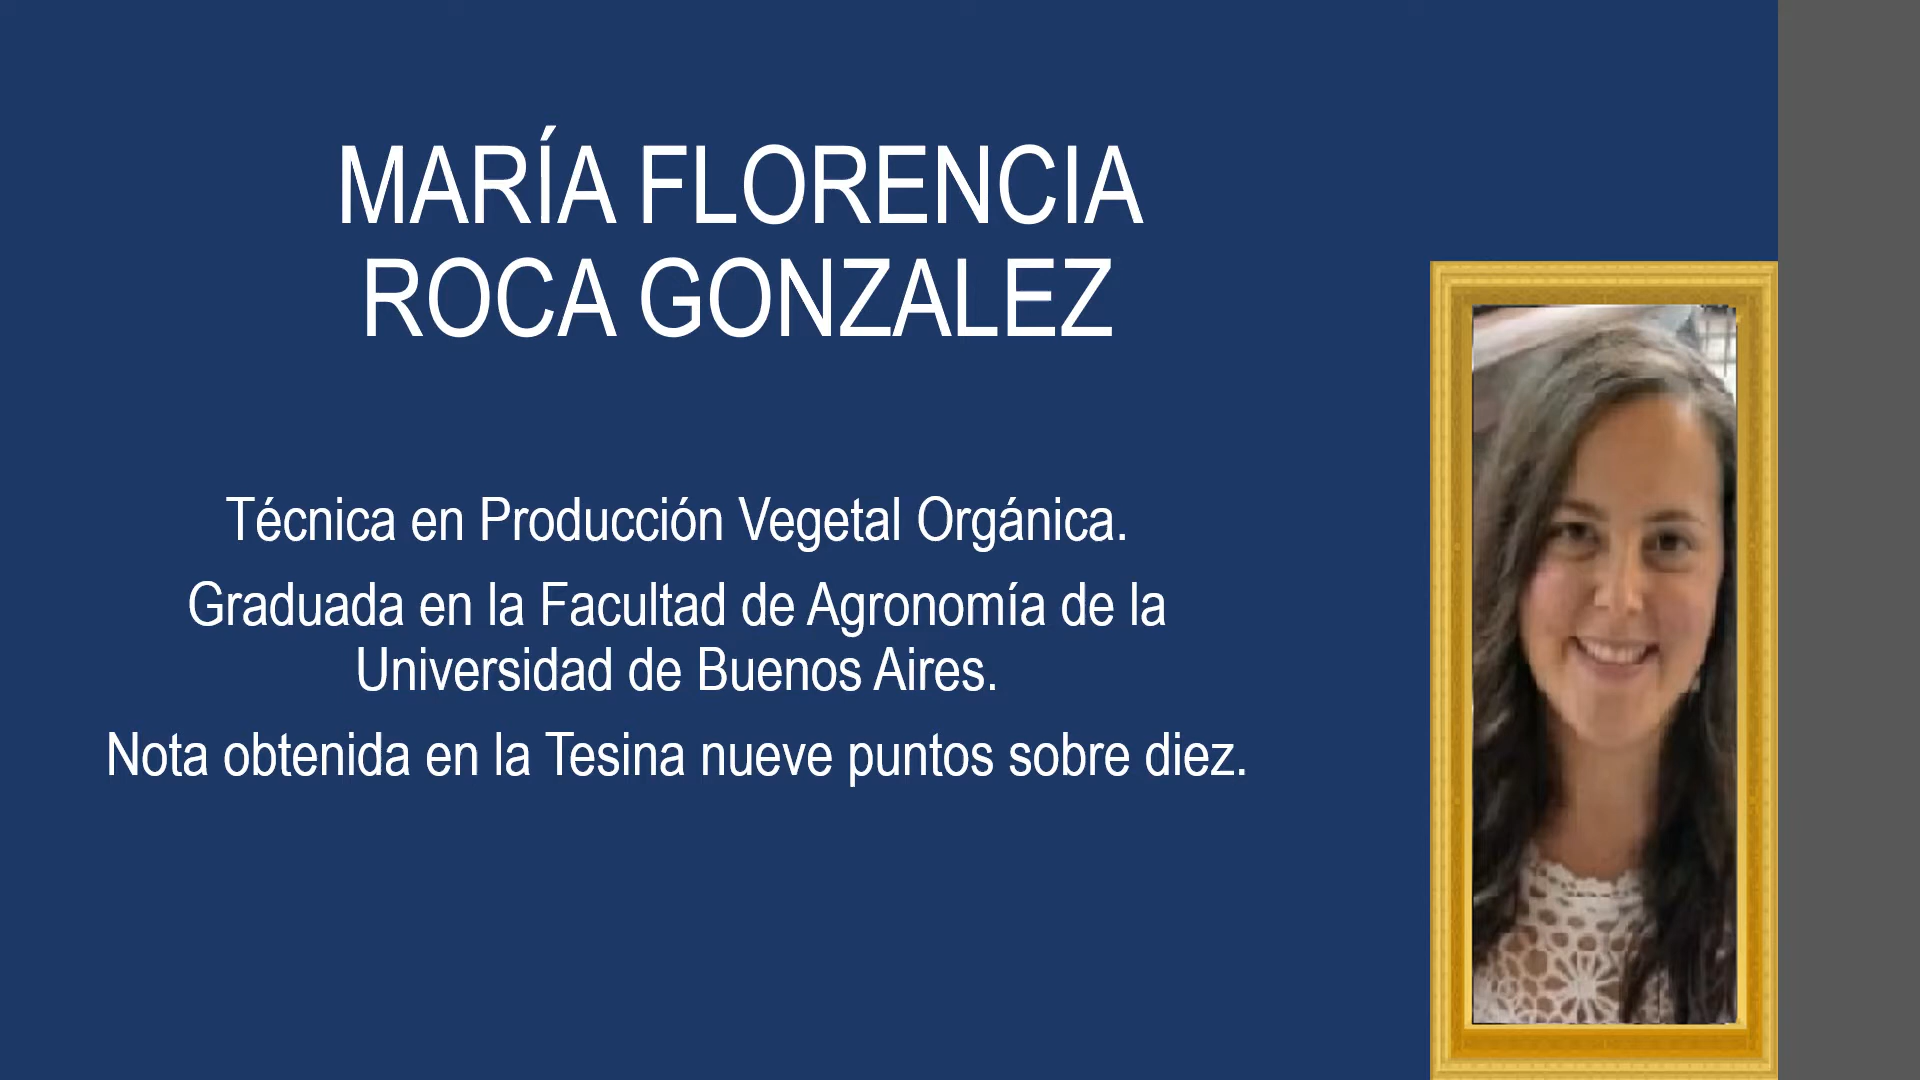 MARÍA FLORENCIA
ROCA GONZALEZ
Técnica en Producción Vegetal Orgánica.
Graduada en la Facultad de Agronomía de la
Universidad de Buenos Aires.
Nota obtenida en la Tesina nueve puntos sobre diez.